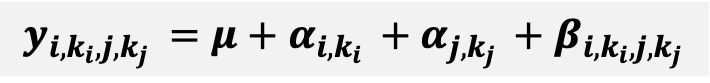 y_{i,k_i,j,k_j} = μ + α_{i,k_i} + α_{j,k_j} + β_{i,k_i,j,k_j}